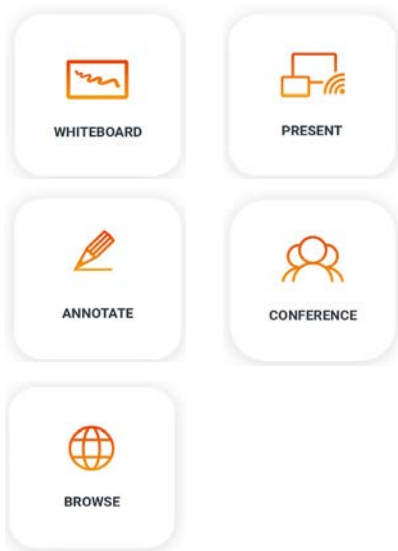 WHITEBOARD
PRESENT
ANNOTATE
CONFERENCE
BROWSE